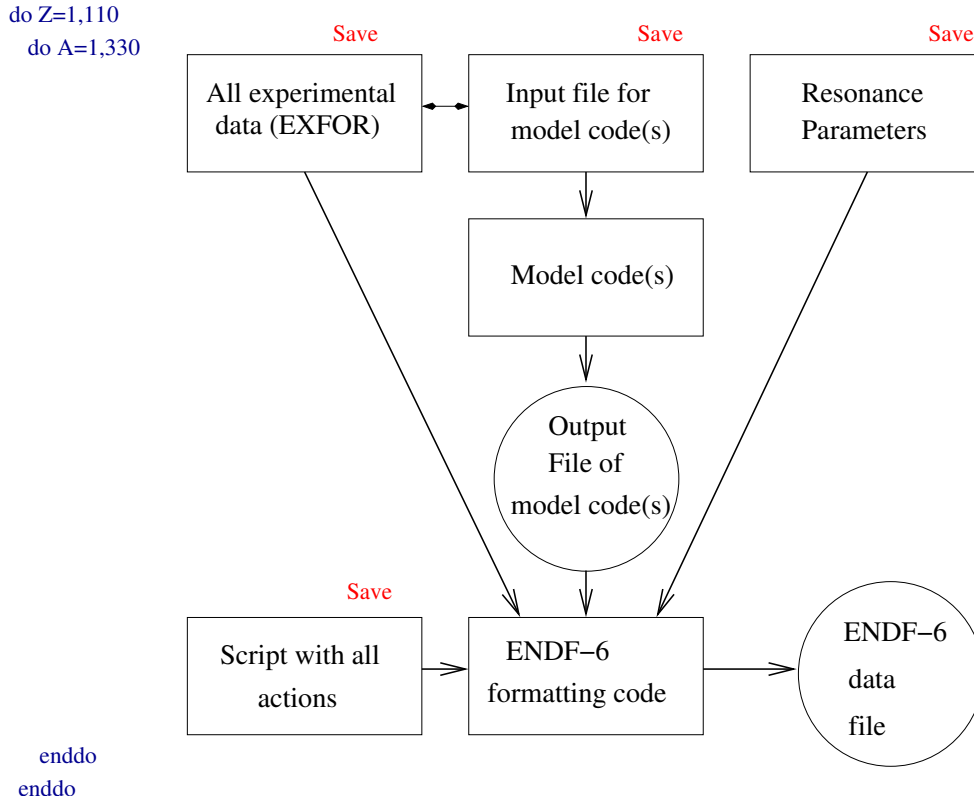 do Z=1,110
do A=1,330
Save
Save
Save
All experimental
data (EXFOR)
Input file for
model code(s)
Resonance
Parameters
Model code(s)
Output
File of
model code(s)
Save
Script with all
actions
ENDF−6
formatting code
ENDF−6
data
file
enddo
enddo